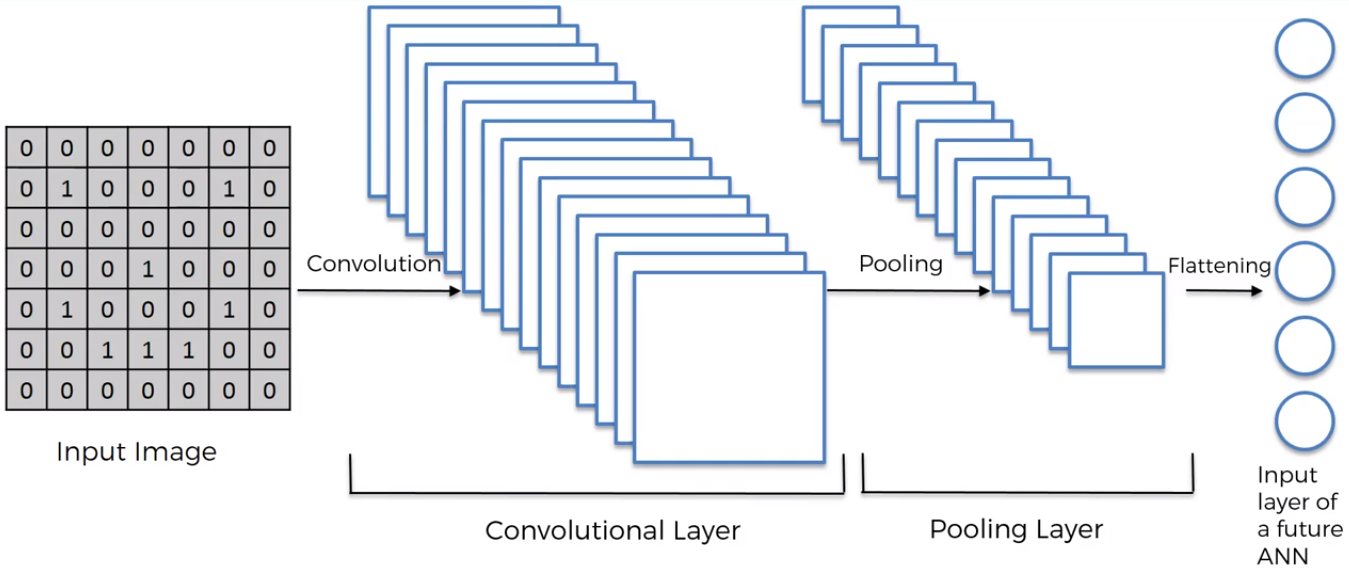 0 0 0 0 0 0 0
0 1 0 0 0 1 0
0 0 0 0 0 0 0
0 0 0 1 0 0 0
0 1 0 0 0 1 0
0 0 1 1 1 0 0
0 0 0 0 0 0 0
Input Image
Convolution
Convolutional Layer
Pooling
Pooling Layer
Flattening
Input
layer of
a future
ANN